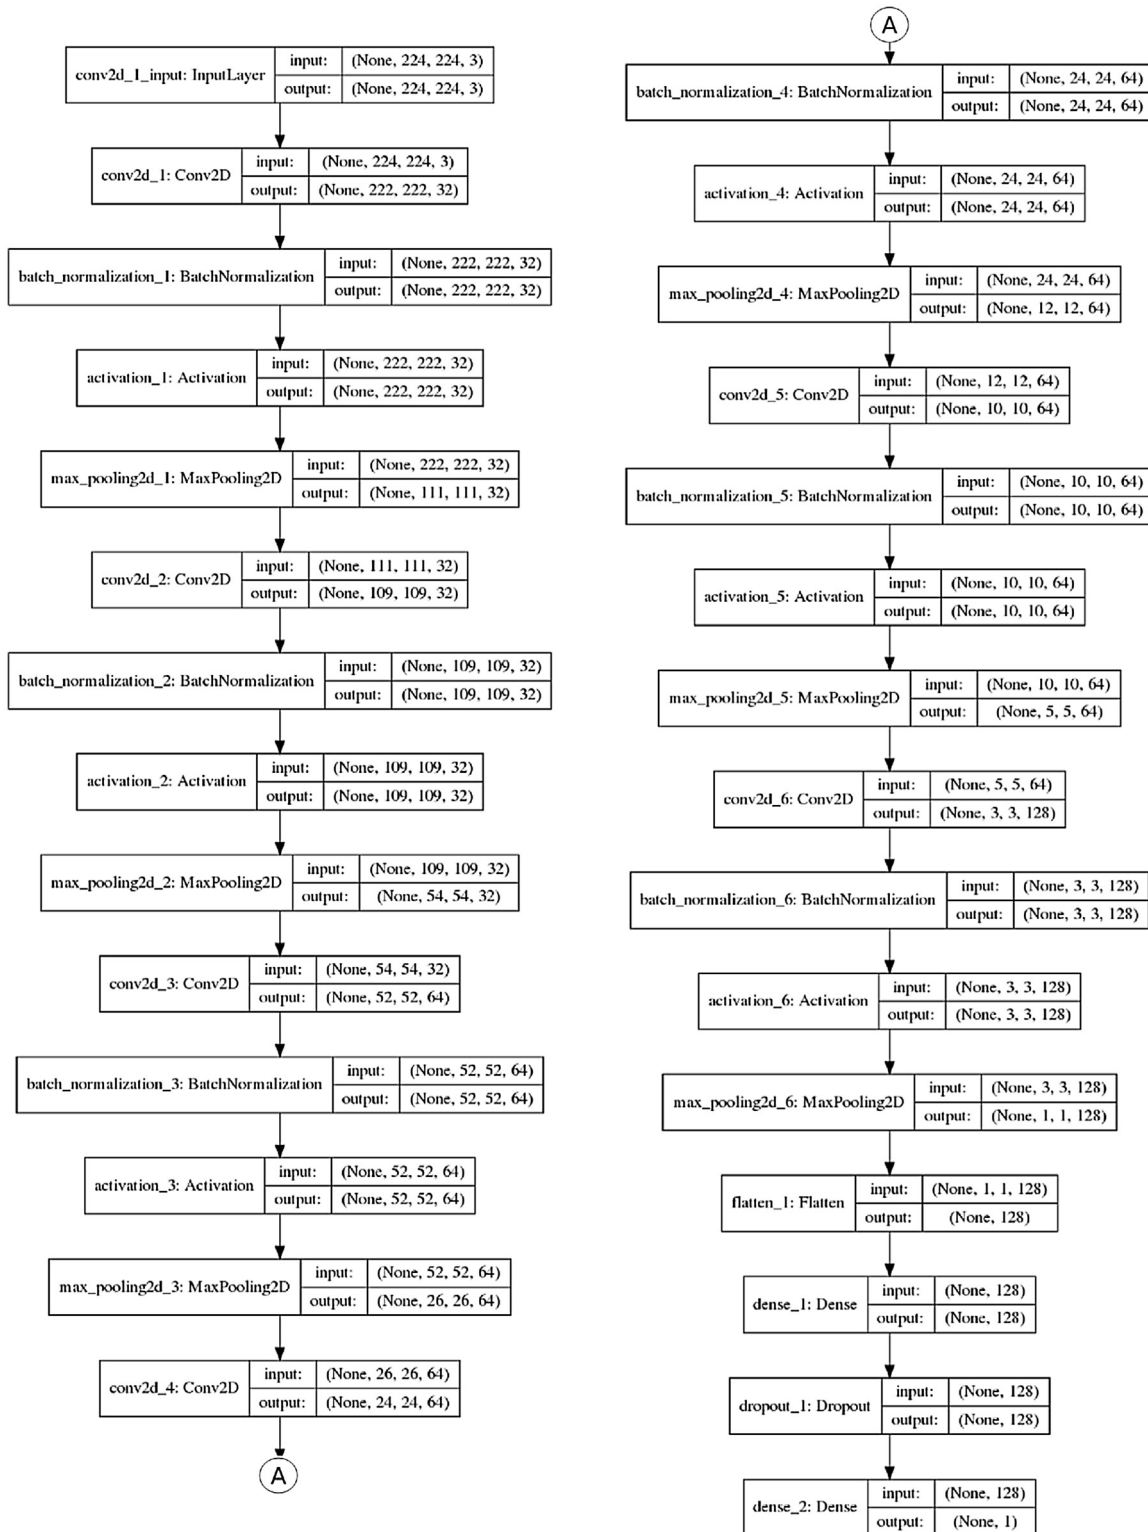 conv2d_1_input: InputLayer input: (None, 224, 224, 3)
output: (None, 224, 224, 3)
conv2d_1: Conv2D input: (None, 224, 224, 3)
output: (None, 222, 222, 32)
batch_normalization_1: BatchNormalization input: (None, 222, 222, 32)
output: (None, 222, 222, 32)
activation_1: Activation input: (None, 222, 222, 32)
output: (None, 222, 222, 32)
max_pooling2d_1: MaxPooling2D input: (None, 222, 222, 32)
output: (None, 111, 111, 32)
conv2d_2: Conv2D input: (None, 111, 111, 32)
output: (None, 109, 109, 32)
batch_normalization_2: BatchNormalization input: (None, 109, 109, 32)
output: (None, 109, 109, 32)
activation_2: Activation input: (None, 109, 109, 32)
output: (None, 109, 109, 32)
max_pooling2d_2: MaxPooling2D input: (None, 109, 109, 32)
output: (None, 54, 54, 32)
conv2d_3: Conv2D input: (None, 54, 54, 32)
output: (None, 52, 52, 64)
batch_normalization_3: BatchNormalization input: (None, 52, 52, 64)
output: (None, 52, 52, 64)
activation_3: Activation input: (None, 52, 52, 64)
output: (None, 52, 52, 64)
max_pooling2d_3: MaxPooling2D input: (None, 52, 52, 64)
output: (None, 26, 26, 64)
conv2d_4: Conv2D input: (None, 26, 26, 64)
output: (None, 24, 24, 64)
A
A
batch_normalization_4: BatchNormalization input: (None, 24, 24, 64)
output: (None, 24, 24, 64)
activation_4: Activation input: (None, 24, 24, 64)
output: (None, 24, 24, 64)
max_pooling2d_4: MaxPooling2D input: (None, 24, 24, 64)
output: (None, 12, 12, 64)
conv2d_5: Conv2D input: (None, 12, 12, 64)
output: (None, 10, 10, 64)
batch_normalization_5: BatchNormalization input: (None, 10, 10, 64)
output: (None, 10, 10, 64)
activation_5: Activation input: (None, 10, 10, 64)
output: (None, 10, 10, 64)
max_pooling2d_5: MaxPooling2D input: (None, 10, 10, 64)
output: (None, 5, 5, 64)
conv2d_6: Conv2D input: (None, 5, 5, 64)
output: (None, 3, 3, 128)
batch_normalization_6: BatchNormalization input: (None, 3, 3, 128)
output: (None, 3, 3, 128)
activation_6: Activation input: (None, 3, 3, 128)
output: (None, 3, 3, 128)
max_pooling2d_6: MaxPooling2D input: (None, 3, 3, 128)
output: (None, 1, 1, 128)
flatten_1: Flatten input: (None, 1, 1, 128)
output: (None, 128)
dense_1: Dense input: (None, 128)
output: (None, 128)
dropout_1: Dropout input: (None, 128)
output: (None, 128)
dense_2: Dense input: (None, 128)
output: (None, 1)